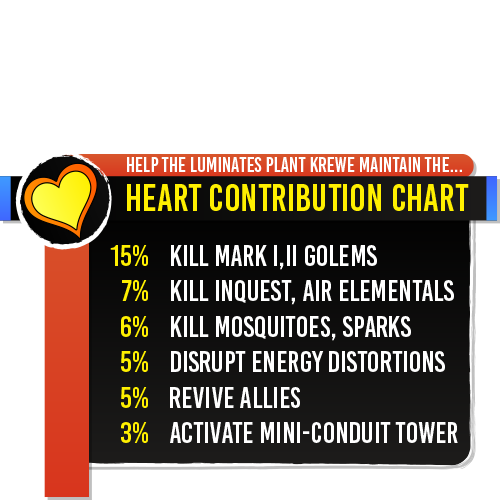 HELP THE LUMINATES PLANT KREWE MAINTAIN THE...
HEART CONTRIBUTION CHART
15% KILL MARK I,II GOLEMS
7% KILL INQUEST, AIR ELEMENTALS
6% KILL MOSQUITOES, SPARKS
5% DISRUPT ENERGY DISTORTIONS
5% REVIVE ALLIES
3% ACTIVATE MINI-CONDUIT TOWER